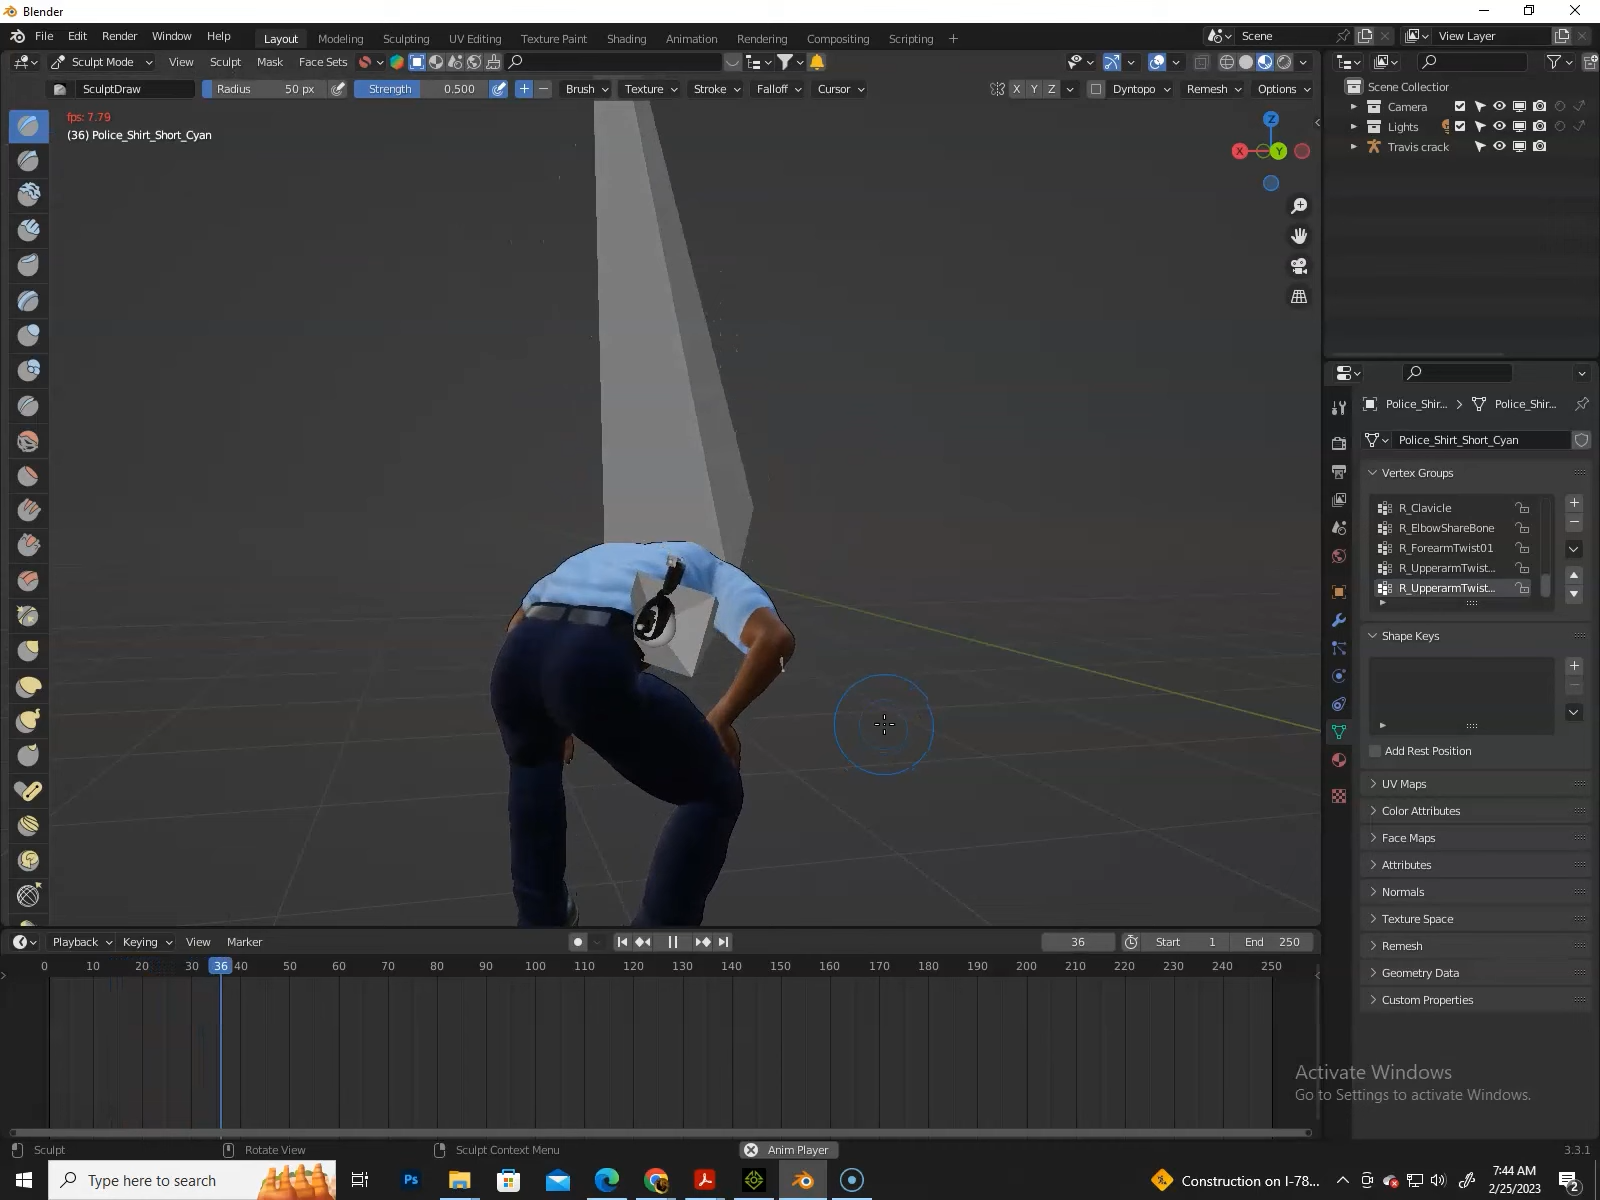 Blender
File Edit Render Window Help Layout Modeling Sculpting UV Editing Texture Paint Shading Animation Rendering Compositing Scripting + Scene View Layer
Sculpt Mode View Sculpt Mask Face Sets
SculptDraw Radius 50 px Strength 0.500 Brush Texture Stroke Falloff Cursor X Y Z Dyntopo Remesh Options
Scene Collectior
Camera
Lights
Travis crack
fps: 7.79
(36) Police_Shirt_Short_Cyan
Z
X Y
Police_Shir... > Police_Shir...
Police_Shirt_Short_Cyan
Vertex Groups
R_Clavicle
R_ElbowShareBone
R_ForearmTwist01
R_UpperarmTwist...
R_UpperarmTwist...
Shape Keys
Add Rest Position
UV Maps
Color Attributes
Face Maps
Attributes
Normals
Texture Space
Remesh
Geometry Data
Custom Properties
Playback Keying View Marker 36 Start 1 End 250
0 10 20 30 36 40 50 60 70 80 90 100 110 120 130 140 150 160 170 180 190 200 210 220 230 240 250
Activate Windows
Go to Settings to activate Windows.
Sculpt Rotate View Sculpt Context Menu Anim Player 3.3.1
Type here to search Ps Construction on I-78... 7:44 AM
2/25/2023 2